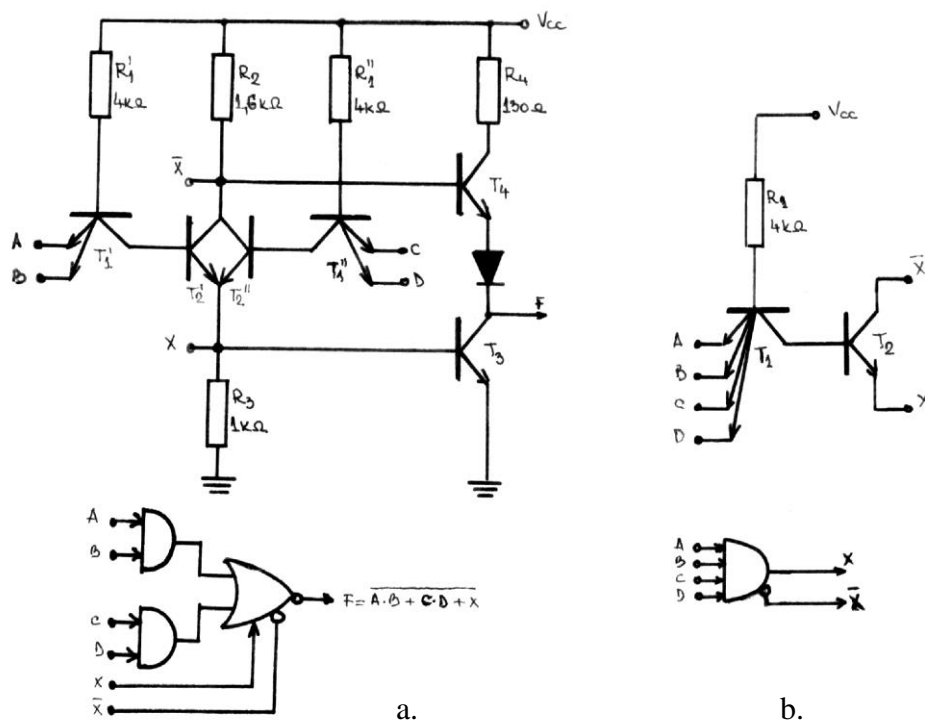 Vcc
R1'
4kΩ
R2
1,6kΩ
R1''
4kΩ
R4
130Ω
X̅
T4
A
B
T1'
T2'
T2''
T1''
C
D
F
X
T3
R3
1kΩ
Vcc
R1
4kΩ
X̅
A
B
C
D
T1
T2
X
A
B
C
D
X
X̅
F = A̅·̅B̅ ̅+̅ ̅C̅·̅D̅ ̅+̅ ̅X̅
A
B
C
D
X
X̅
a.
b.